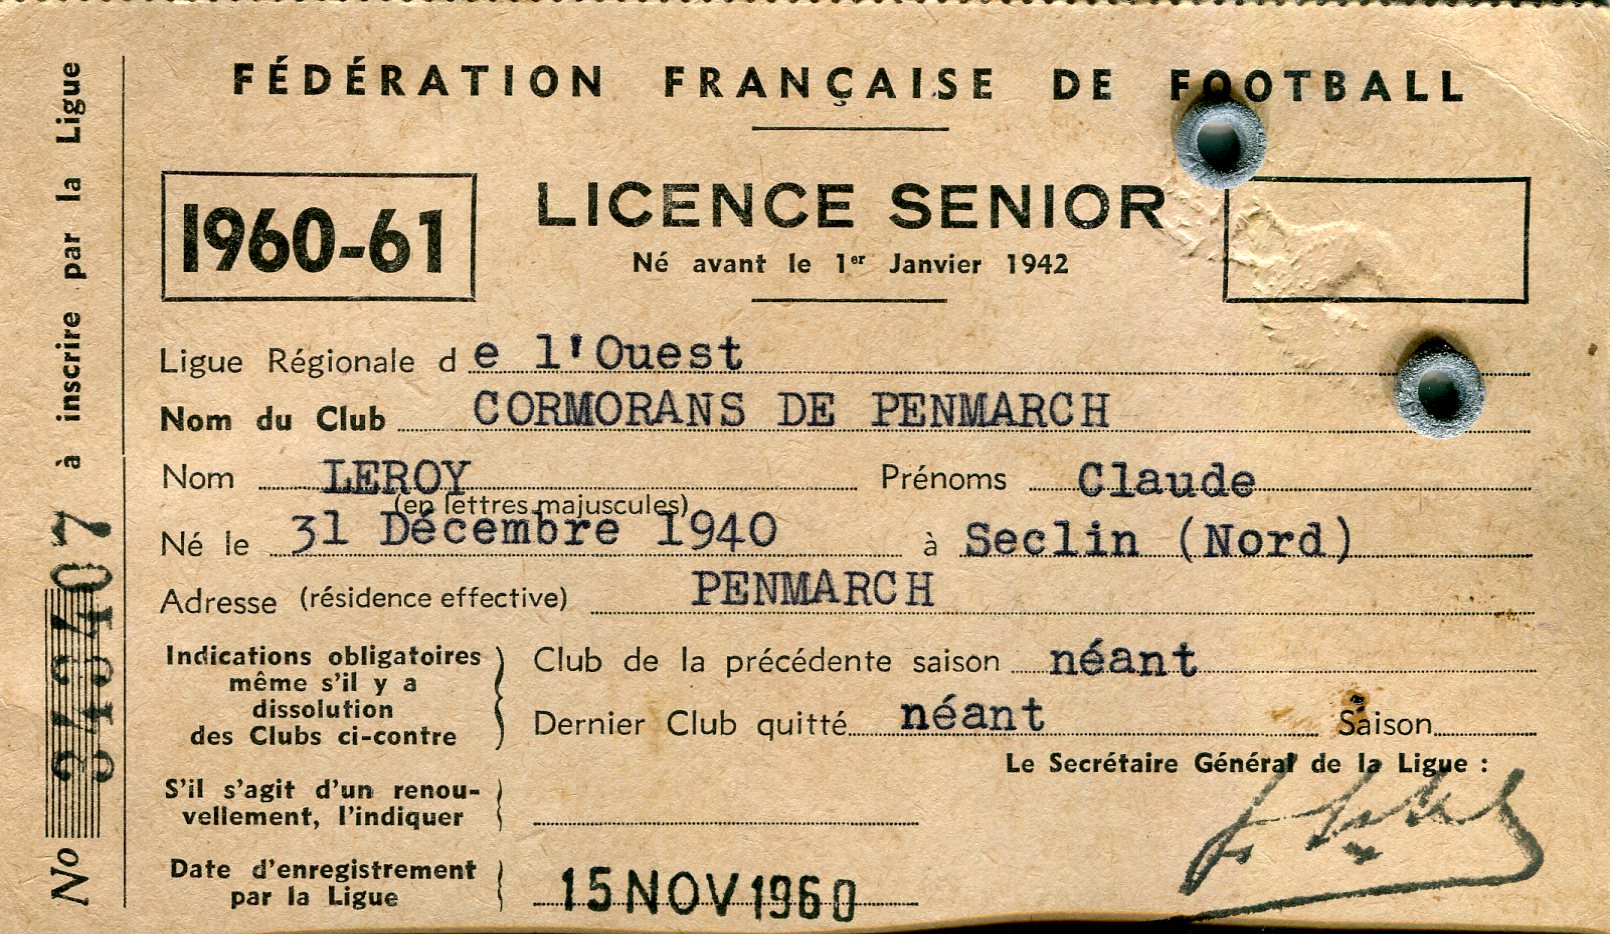 FÉDÉRATION FRANÇAISE DE FOOTBALL
1960-61
LICENCE SENIOR
Né avant le 1er Janvier 1942
Ligue Régionale de l'Ouest
Nom du Club CORMORANS DE PENMARCH
Nom LEROY Prénoms Claude
(en lettres majuscules)
Né le 31 Décembre 1940 à Seclin (Nord)
Adresse (résidence effective) PENMARCH
Indications obligatoires
même s'il y a
dissolution
des Clubs ci-contre
Club de la précédente saison néant
Dernier Club quitté néant Saison
Le Secrétaire Général de la Ligue :
S'il s'agit d'un renou-
vellement, l'indiquer
Date d'enregistrement
par la Ligue
15 NOV 1960
No à inscrire par la Ligue